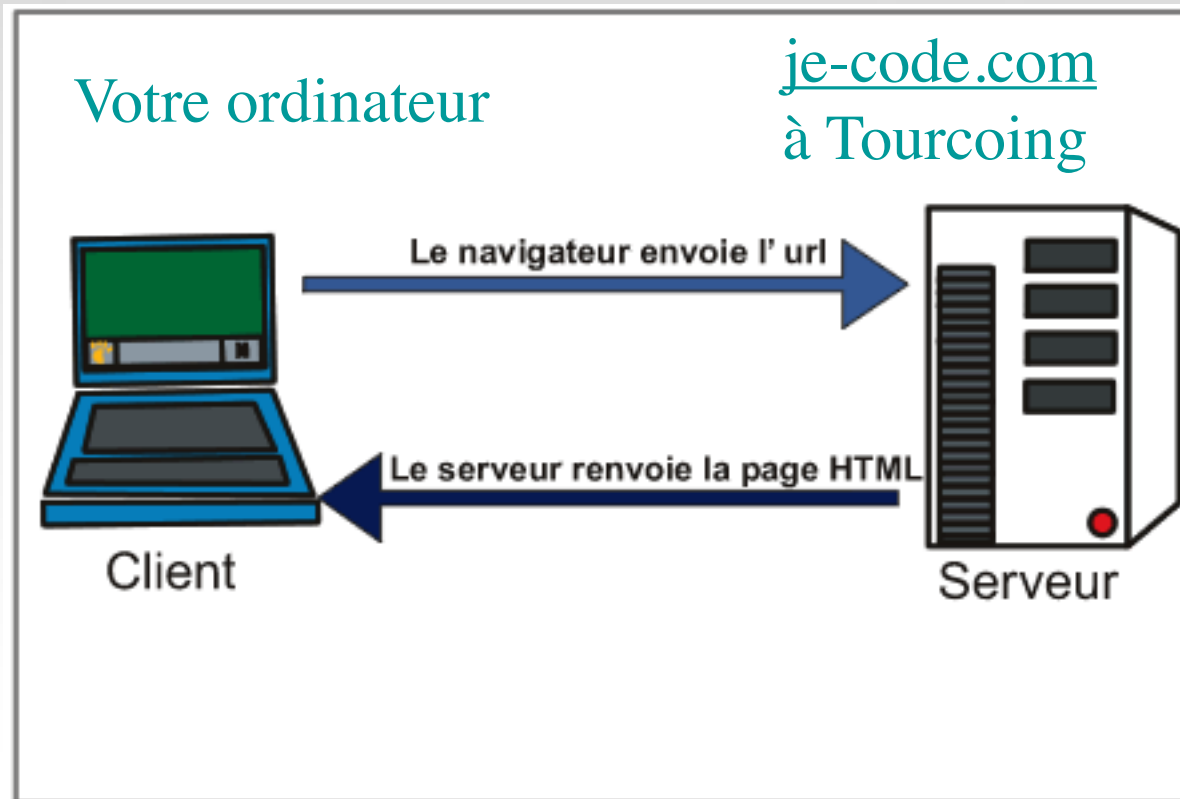 Votre ordinateur
je-code.com
à Tourcoing
Le navigateur envoie l' url
Le serveur renvoie la page HTML
Client
Serveur